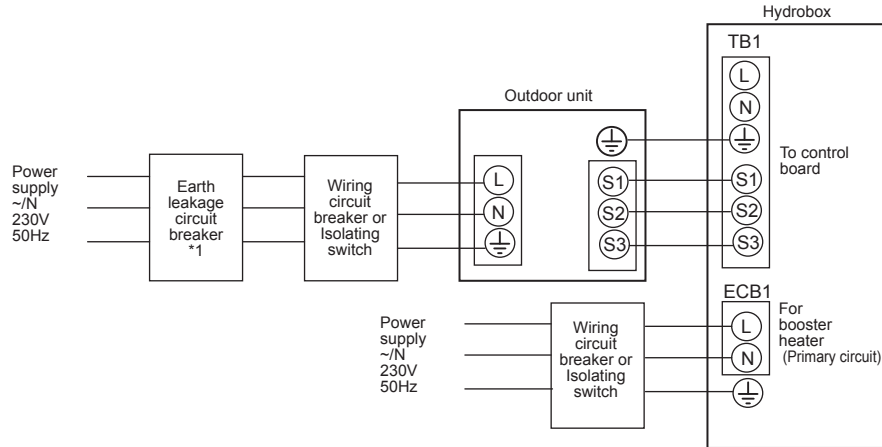 Hydrobox
TB1
L
N
Outdoor unit
To control
board
Power
supply
~/N
230V
50Hz
Earth
leakage
circuit
breaker
*1
Wiring
circuit
breaker or
Isolating
switch
L
N
S1
S2
S3
S1
S2
S3
ECB1
For
booster
heater
(Primary circuit)
L
N
Power
supply
~/N
230V
50Hz
Wiring
circuit
breaker or
Isolating
switch